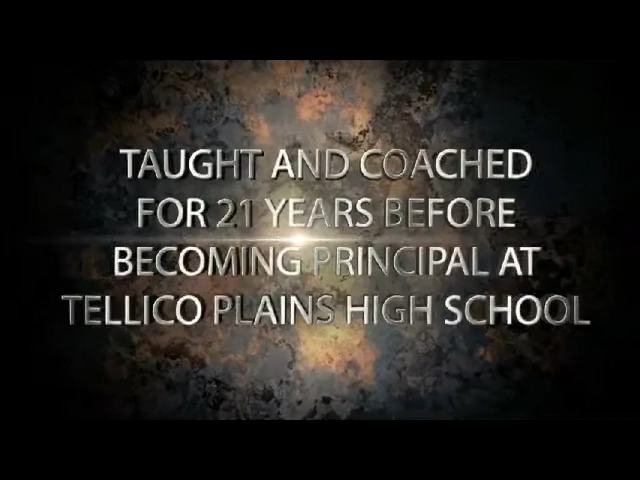 TAUGHT AND COACHED
FOR 21 YEARS BEFORE
BECOMING PRINCIPAL AT
TELLICO PLAINS HIGH SCHOOL